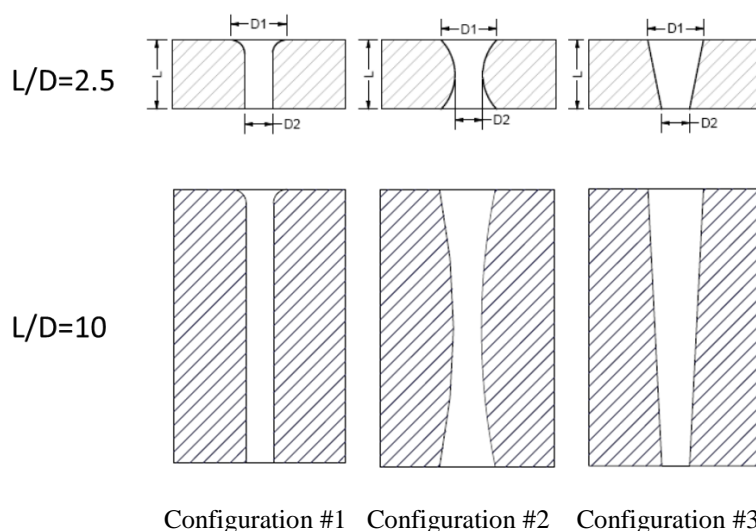 D1 D1 D1
L/D=2.5 L L L
D2 D2 D2
L/D=10
Configuration #1 Configuration #2 Configuration #3